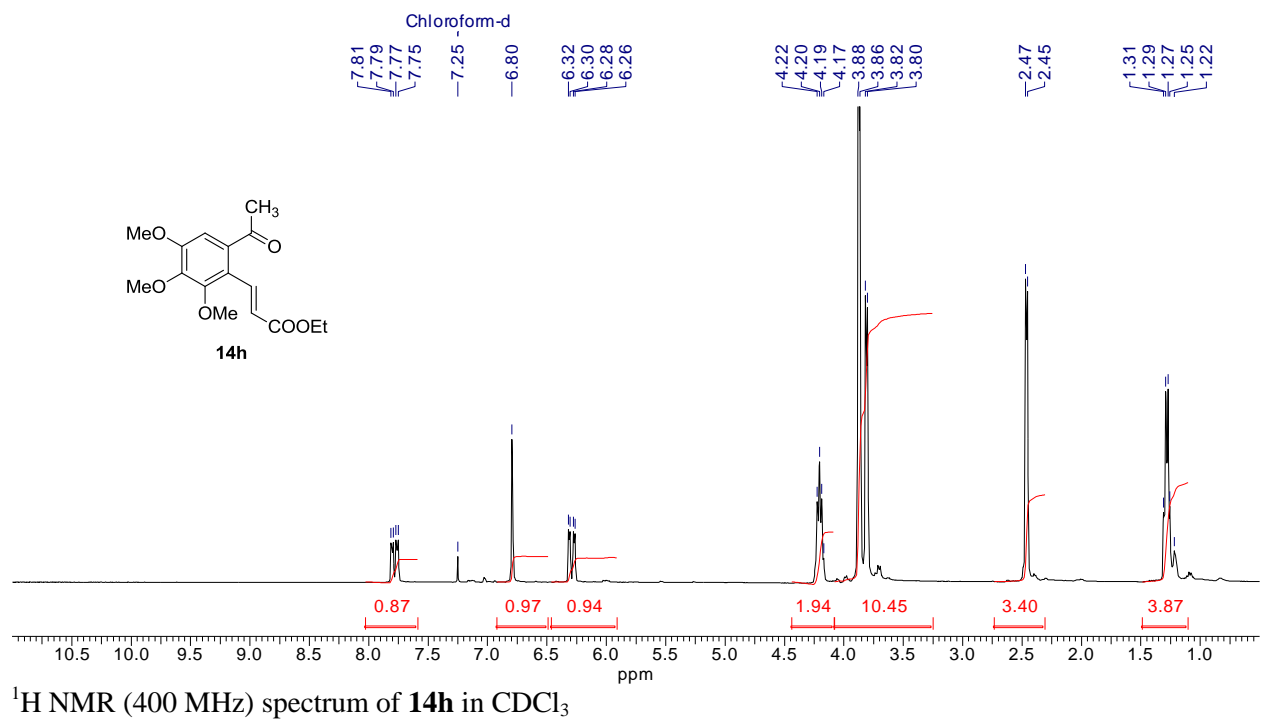 Chloroform-d
7.81 7.79 7.77 7.75 7.25 6.80 6.32 6.30 6.28 6.26 4.22 4.20 4.19 4.17 3.88 3.86 3.82 3.80 2.47 2.45 1.31 1.29 1.27 1.25 1.22
CH3
MeO
O
MeO
OMe
COOEt
14h
0.87 0.97 0.94 1.94 10.45 3.40 3.87
10.5 10.0 9.5 9.0 8.5 8.0 7.5 7.0 6.5 6.0 5.5 5.0 4.5 4.0 3.5 3.0 2.5 2.0 1.5 1.0
ppm
¹H NMR (400 MHz) spectrum of 14h in CDCl₃